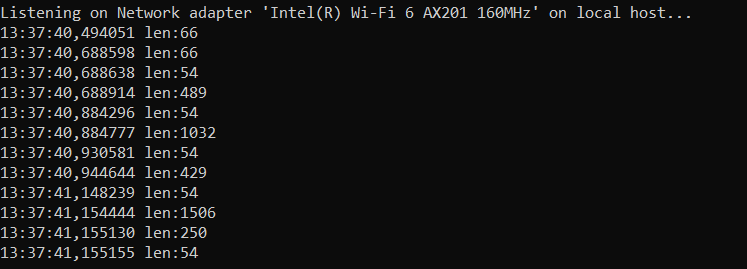 Listening on Network adapter 'Intel(R) Wi-Fi 6 AX201 160MHz' on local host...
13:37:40,494051 len:66
13:37:40,688598 len:66
13:37:40,688638 len:54
13:37:40,688914 len:489
13:37:40,884296 len:54
13:37:40,884777 len:1032
13:37:40,930581 len:54
13:37:40,944644 len:429
13:37:41,148239 len:54
13:37:41,154444 len:1506
13:37:41,155130 len:250
13:37:41,155155 len:54